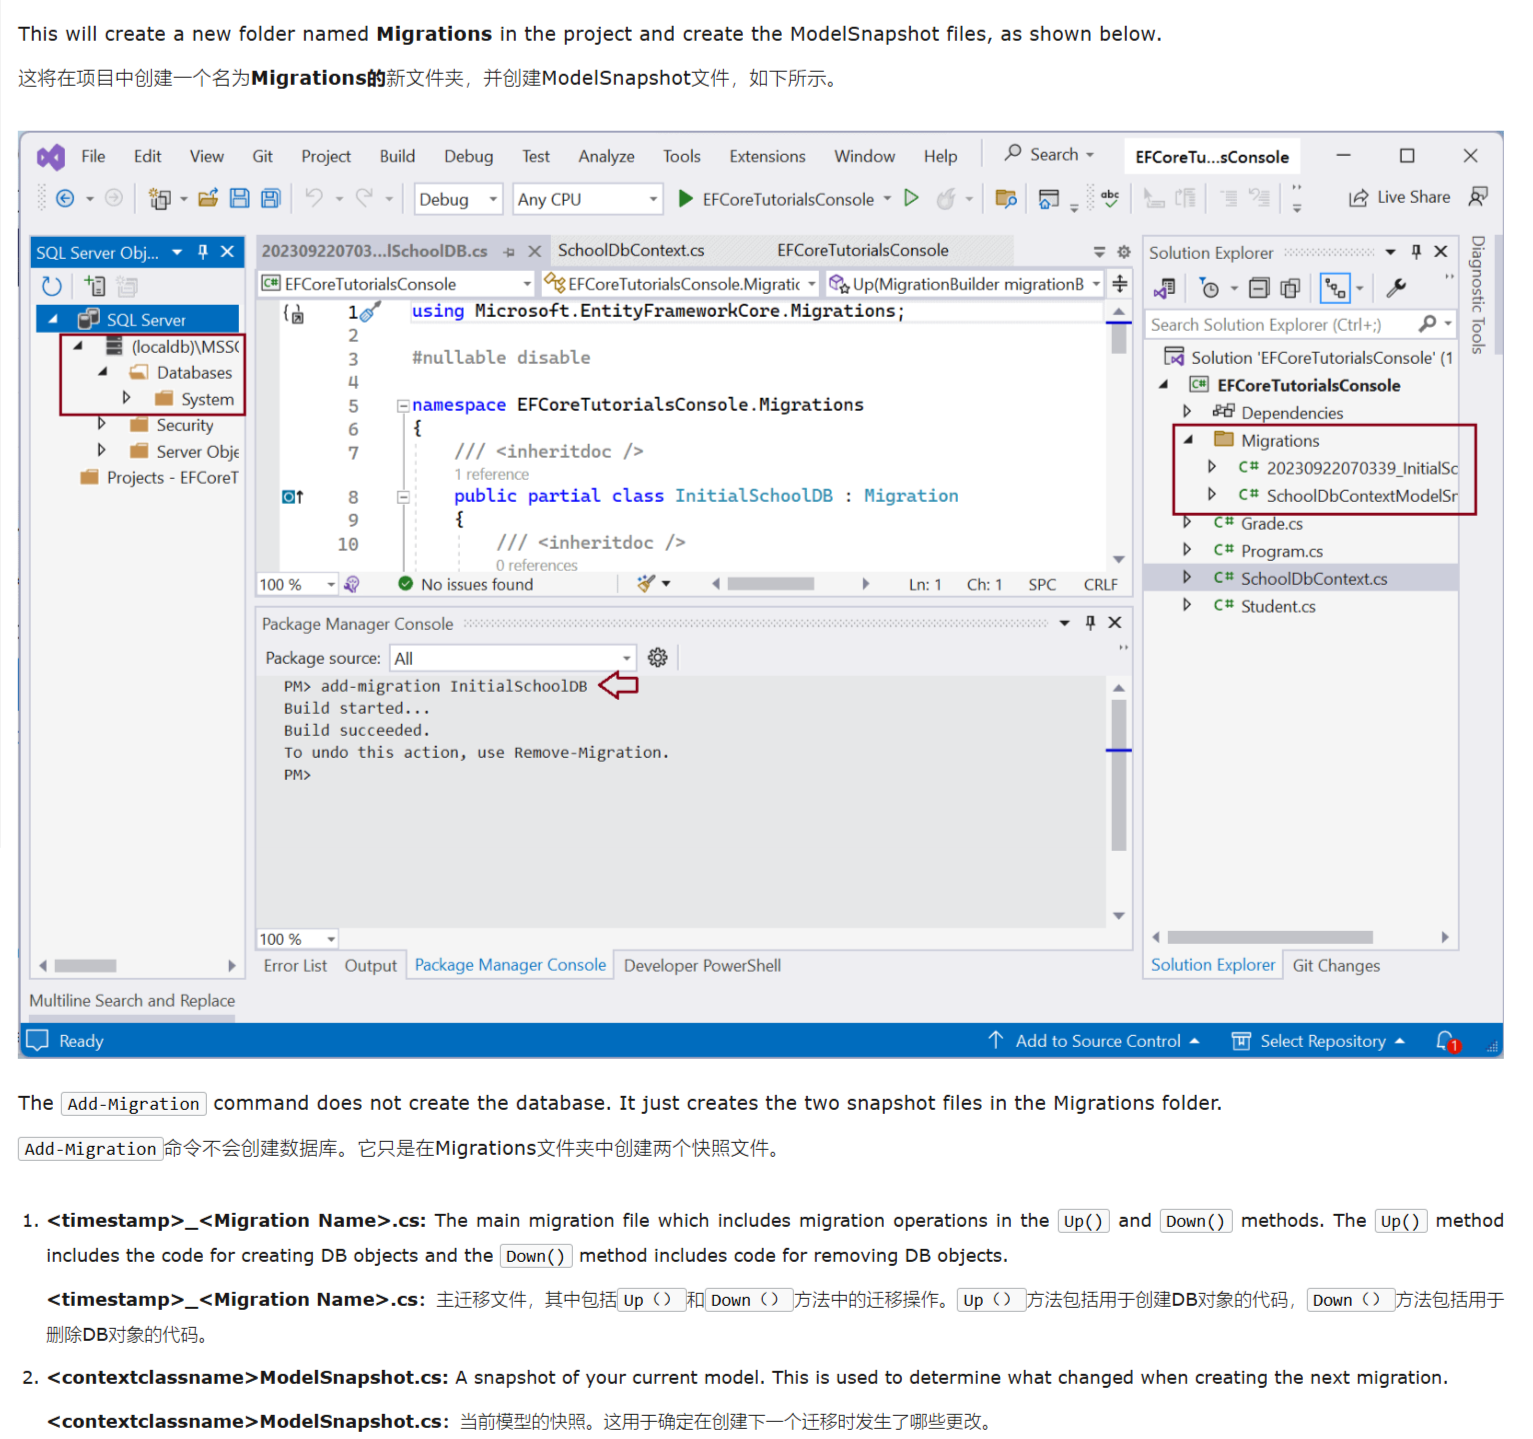 This will create a new folder named Migrations in the project and create the ModelSnapshot files, as shown below.
这将在项目中创建一个名为Migrations的新文件夹，并创建ModelSnapshot文件，如下所示。
File Edit View Git Project Build Debug Test Analyze Tools Extensions Window Help Search EFCoreTu...sConsole
Debug Any CPU EFCoreTutorialsConsole Live Share
SQL Server Obj...
SQL Server
(localdb)\MSSC
Databases
System
Security
Server Obje
Projects - EFCoreT
202309220703...lSchoolDB.cs SchoolDbContext.cs EFCoreTutorialsConsole
EFCoreTutorialsConsole EFCoreTutorialsConsole.Migratic Up(MigrationBuilder migrationB
1 using Microsoft.EntityFrameworkCore.Migrations;
2
3 #nullable disable
4
5 namespace EFCoreTutorialsConsole.Migrations
6 {
7 /// <inheritdoc />
1 reference
8 public partial class InitialSchoolDB : Migration
9 {
10 /// <inheritdoc />
0 references
100 % No issues found Ln: 1 Ch: 1 SPC CRLF
Package Manager Console
Package source: All
PM> add-migration InitialSchoolDB
Build started...
Build succeeded.
To undo this action, use Remove-Migration.
PM>
100 %
Error List Output Package Manager Console Developer PowerShell
Solution Explorer
Search Solution Explorer (Ctrl+;)
Solution 'EFCoreTutorialsConsole' (1
C# EFCoreTutorialsConsole
Dependencies
Migrations
C# 20230922070339_InitialSc
C# SchoolDbContextModelSr
C# Grade.cs
C# Program.cs
C# SchoolDbContext.cs
C# Student.cs
Solution Explorer Git Changes
Diagnostic Tools
Multiline Search and Replace
Ready Add to Source Control Select Repository 1
The Add-Migration command does not create the database. It just creates the two snapshot files in the Migrations folder.
Add-Migration命令不会创建数据库。它只是在Migrations文件夹中创建两个快照文件。
1. <timestamp>_<Migration Name>.cs: The main migration file which includes migration operations in the Up() and Down() methods. The Up() method
includes the code for creating DB objects and the Down() method includes code for removing DB objects.
<timestamp>_<Migration Name>.cs：主迁移文件，其中包括Up（）和Down（）方法中的迁移操作。Up（）方法包括用于创建DB对象的代码，Down（）方法包括用于
删除DB对象的代码。
2. <contextclassname>ModelSnapshot.cs: A snapshot of your current model. This is used to determine what changed when creating the next migration.
<contextclassname>ModelSnapshot.cs：当前模型的快照。这用于确定在创建下一个迁移时发生了哪些更改。